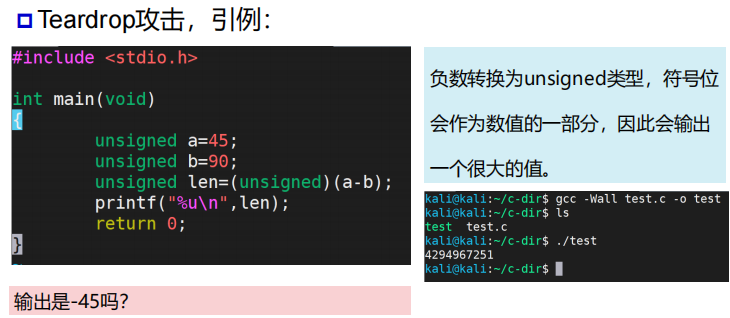 Teardrop攻击，引例：
#include <stdio.h>
int main(void)
{
unsigned a=45;
unsigned b=90;
unsigned len=(unsigned)(a-b);
printf("%u\n",len);
return 0;
}
输出是-45吗?
负数转换为unsigned类型，符号位
会作为数值的一部分，因此会输出
一个很大的值。
kali@kali:~/c-dir$ gcc -Wall test.c -o test
kali@kali:~/c-dir$ ls
test test.c
kali@kali:~/c-dir$ ./test
4294967251
kali@kali:~/c-dir$